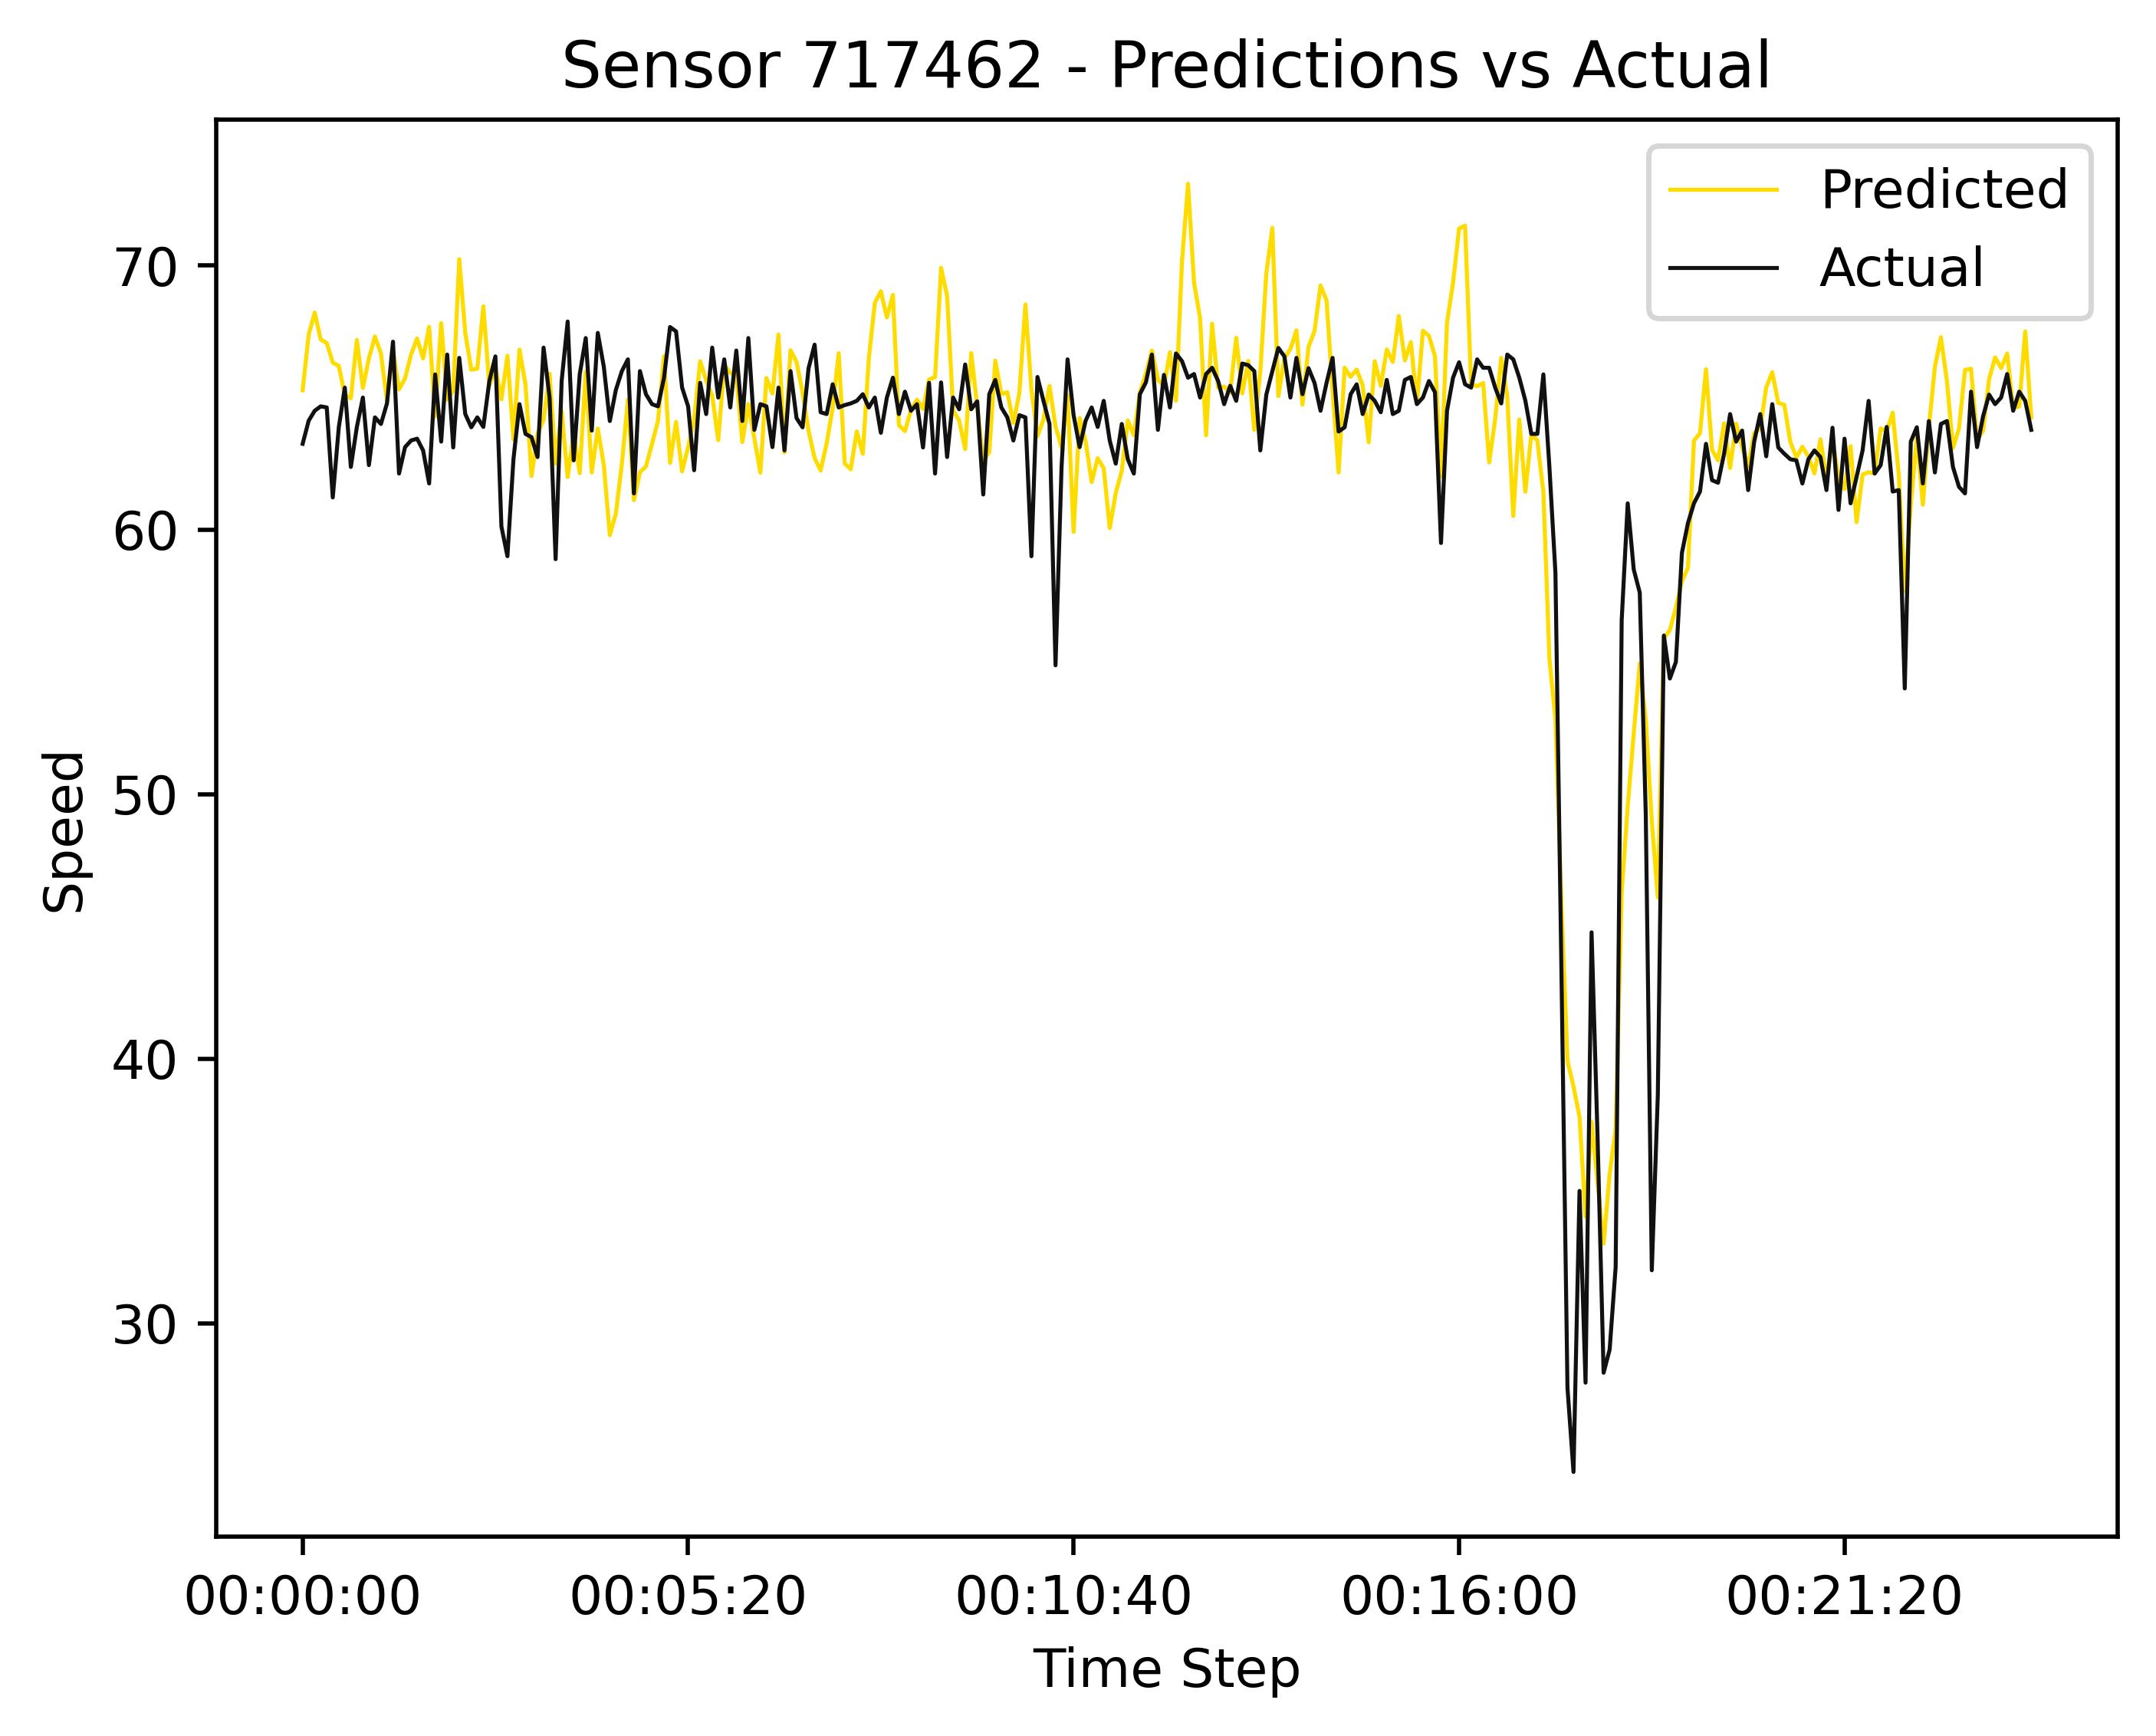 Sensor 717462 - Predictions vs Actual
Predicted
Actual
70
60
50
40
30
Speed
00:00:00 00:05:20 00:10:40 00:16:00 00:21:20
Time Step